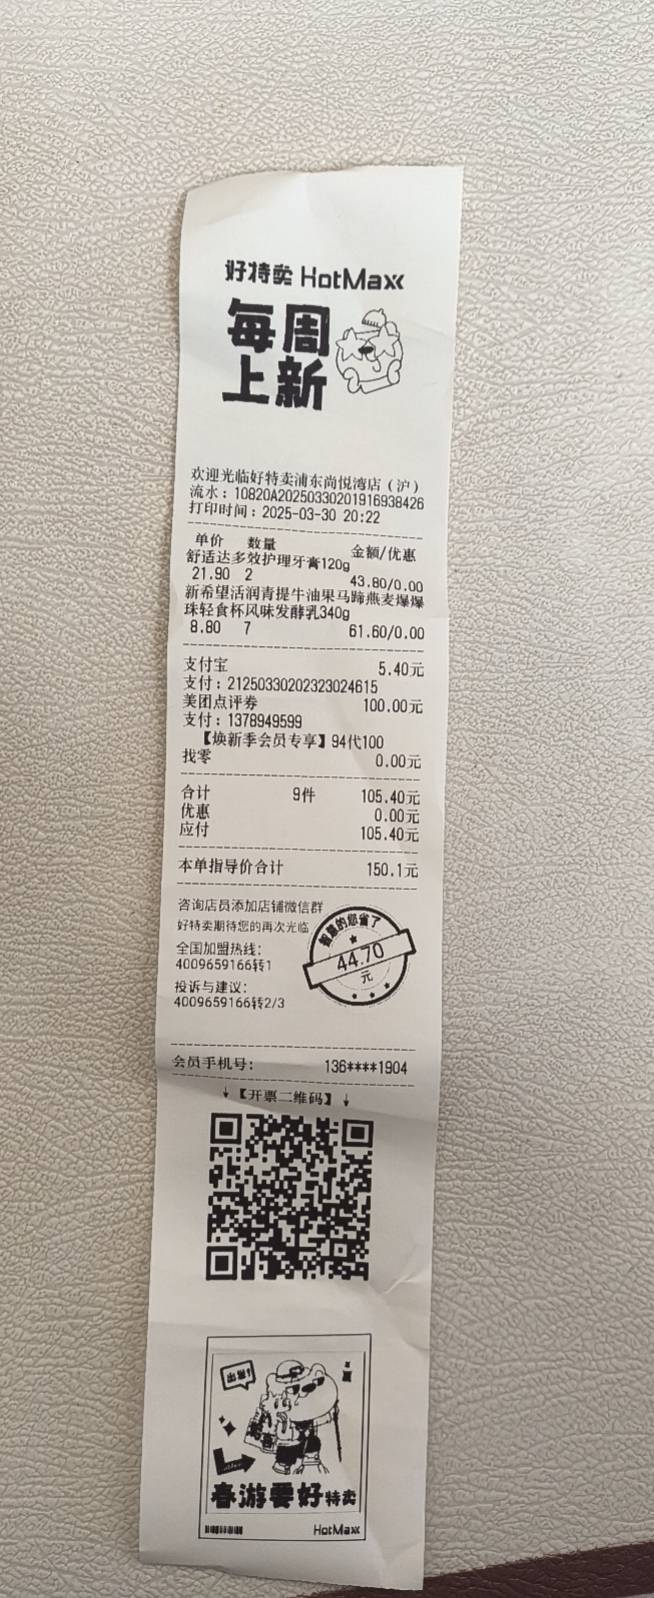 好特卖 HotMaxx
每周
上新
欢迎光临好特卖浦东尚悦湾店（沪）
流水：10820A20250330201916938426
打印时间：2025-03-30 20:22
单价 数量 金额/优惠
舒适达多效护理牙膏120g
21.90 2 43.80/0.00
新希望活润青提牛油果马蹄燕麦爆爆
珠轻食杯风味发酵乳340g
8.80 7 61.60/0.00
支付宝 5.40元
支付：21250330202323024615
美团点评券 100.00元
支付：1378949599
【焕新季会员专享】94代100
找零 0.00元
合计 9件 105.40元
优惠 0.00元
应付 105.40元
本单指导价合计 150.1元
咨询店员添加店铺微信群
好特卖期待您的再次光临
智慧的您省了
44.70
元
全国加盟热线：
4009659166转1
投诉与建议：
4009659166转2/3
会员手机号： 136****1904
↓【开票二维码】↓
春游要好特卖
HotMaxx